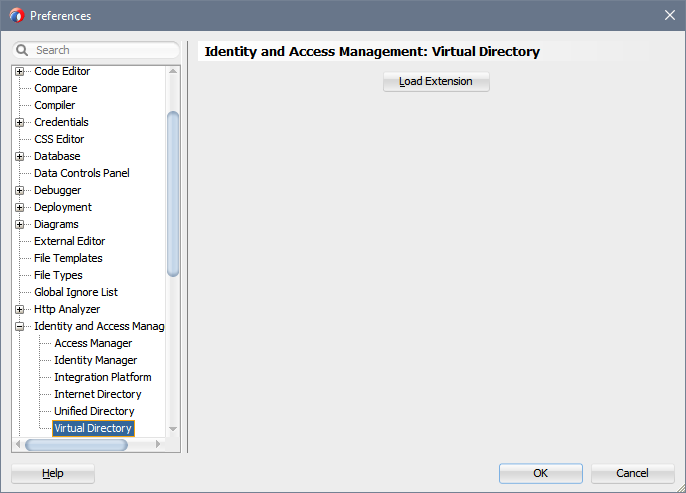 Preferences
Search
Identity and Access Management: Virtual Directory
Load Extension
Code Editor
Compare
Compiler
Credentials
CSS Editor
Database
Data Controls Panel
Debugger
Deployment
Diagrams
External Editor
File Templates
File Types
Global Ignore List
Http Analyzer
Identity and Access Manag
Access Manager
Identity Manager
Integration Platform
Internet Directory
Unified Directory
Virtual Directory
Help
OK
Cancel